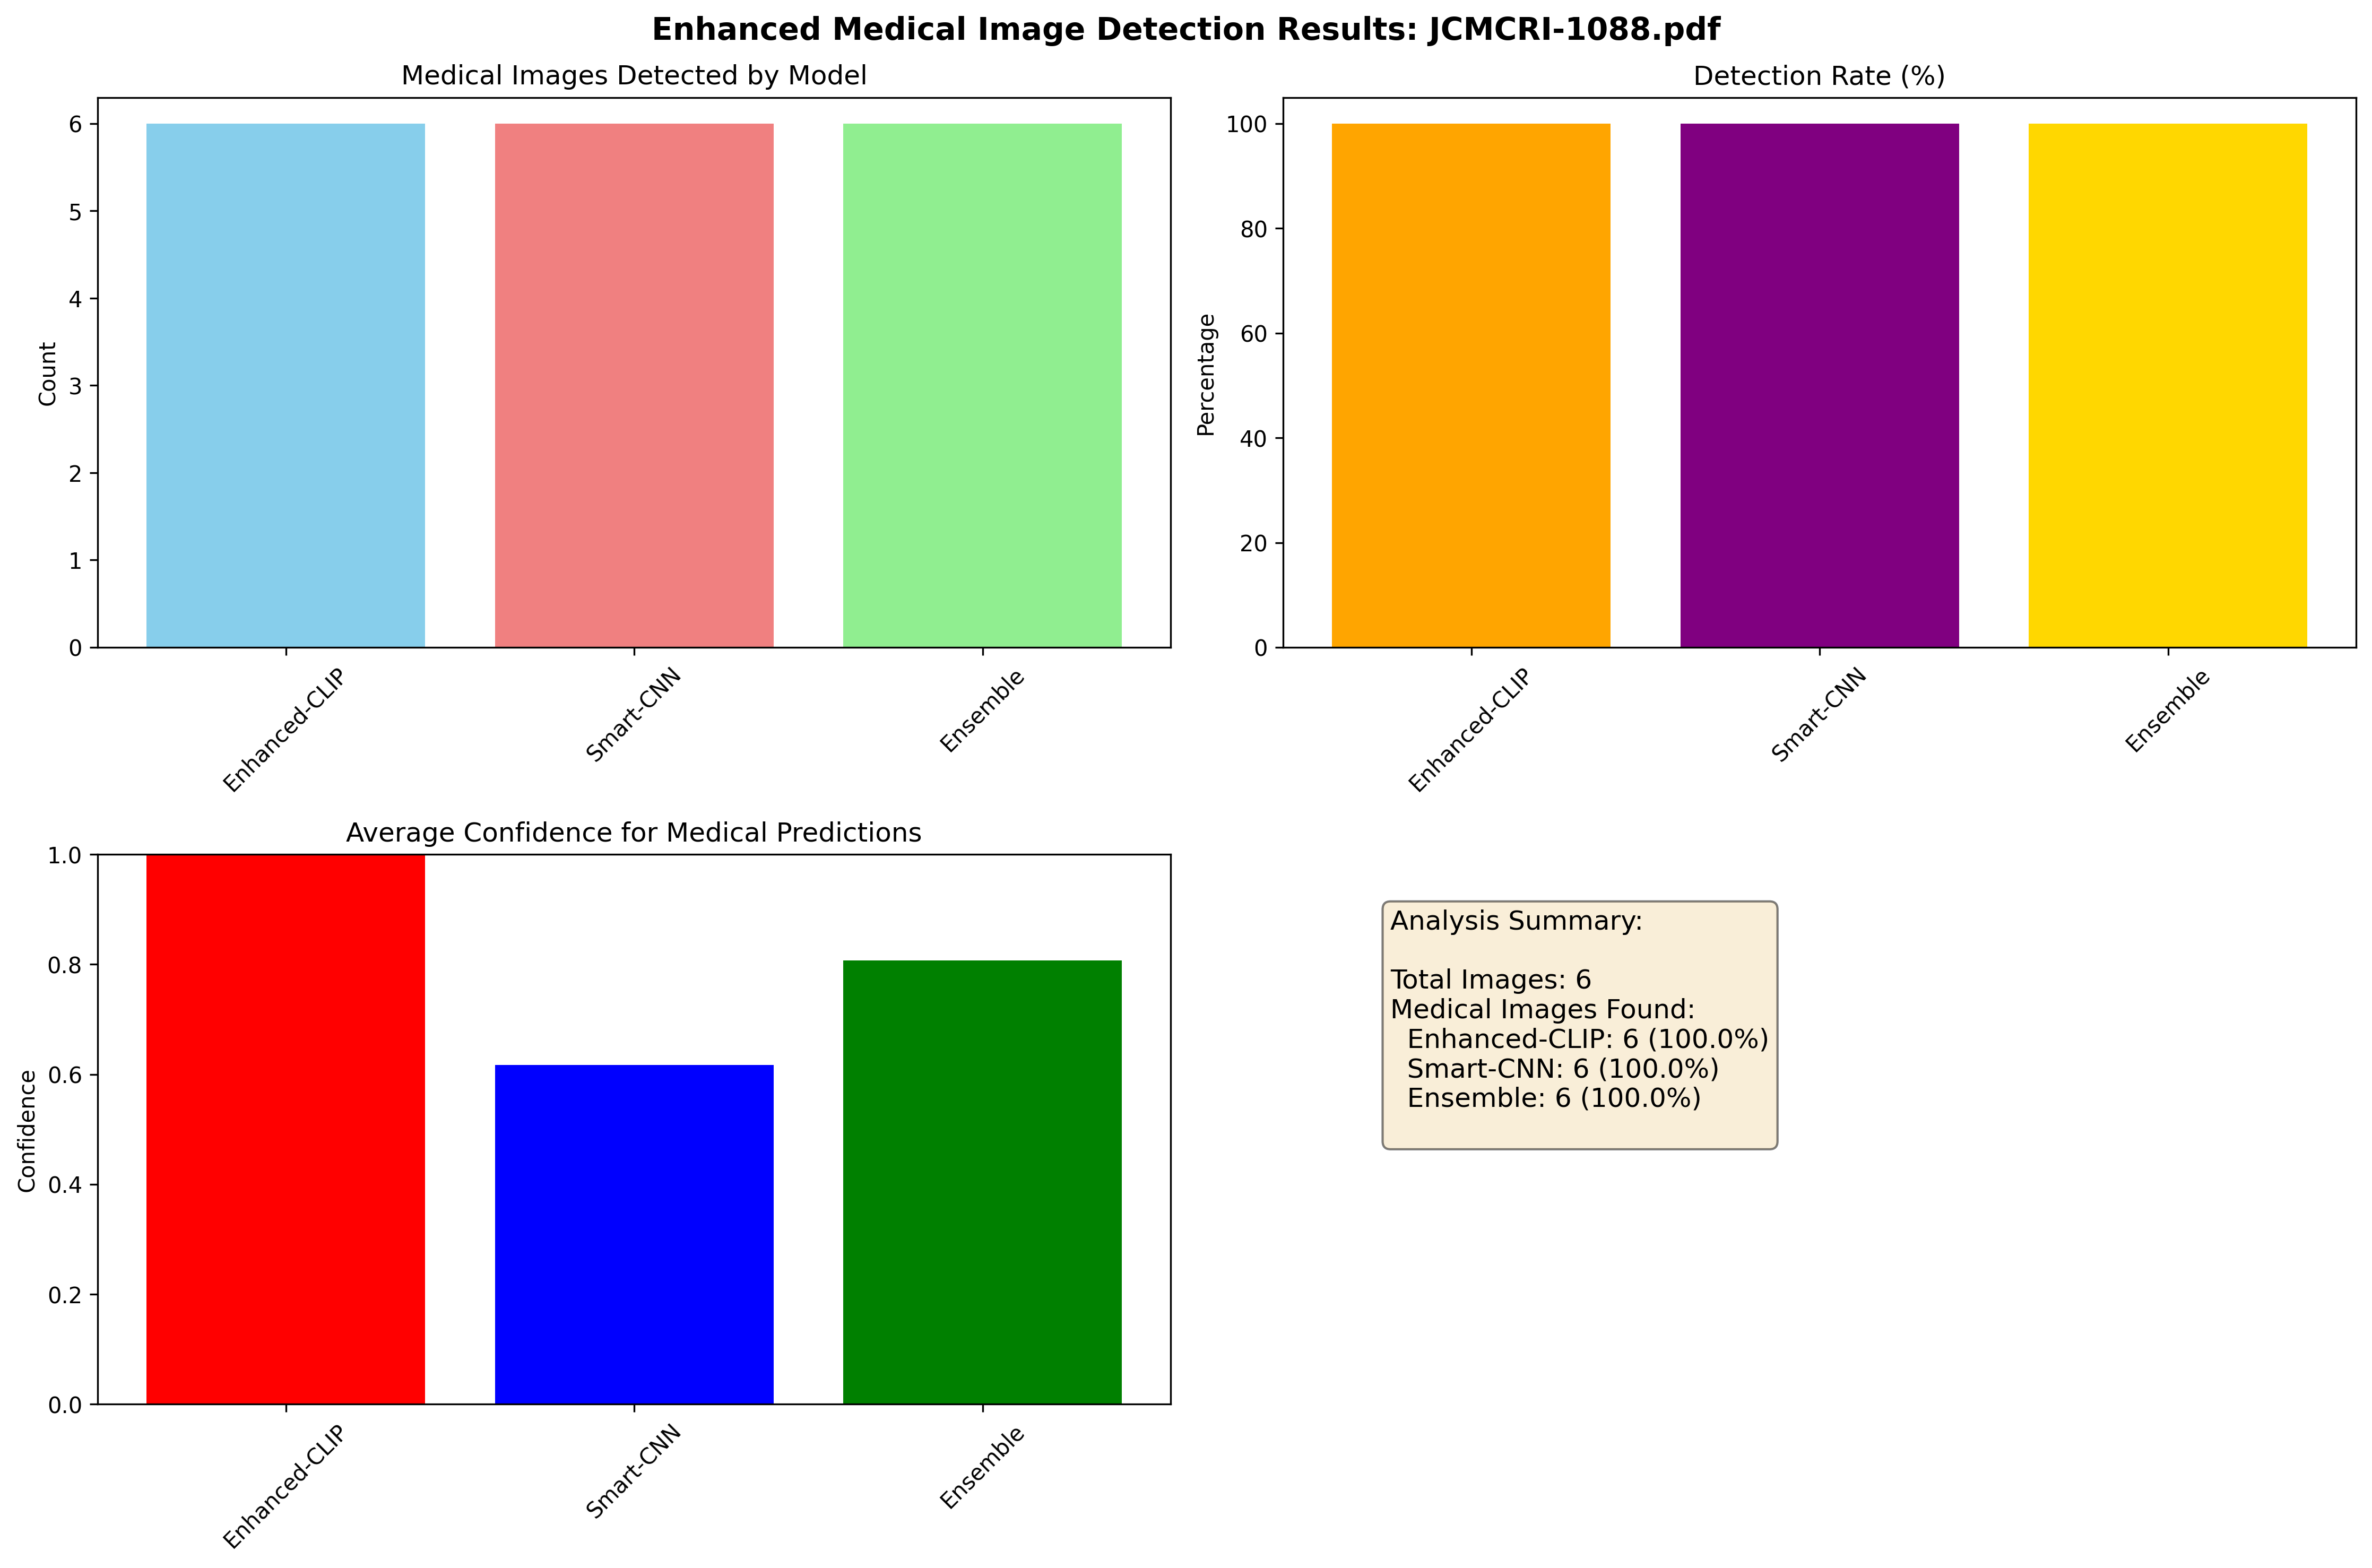 Enhanced Medical Image Detection Results: JCMCRI-1088.pdf
Medical Images Detected by Model
Count
6
5
4
3
2
1
0
Enhanced-CLIP
Smart-CNN
Ensemble
Detection Rate (%)
Percentage
100
80
60
40
20
0
Enhanced-CLIP
Smart-CNN
Ensemble
Average Confidence for Medical Predictions
Confidence
1.0
0.8
0.6
0.4
0.2
0.0
Enhanced-CLIP
Smart-CNN
Ensemble
Analysis Summary:
Total Images: 6
Medical Images Found:
Enhanced-CLIP: 6 (100.0%)
Smart-CNN: 6 (100.0%)
Ensemble: 6 (100.0%)